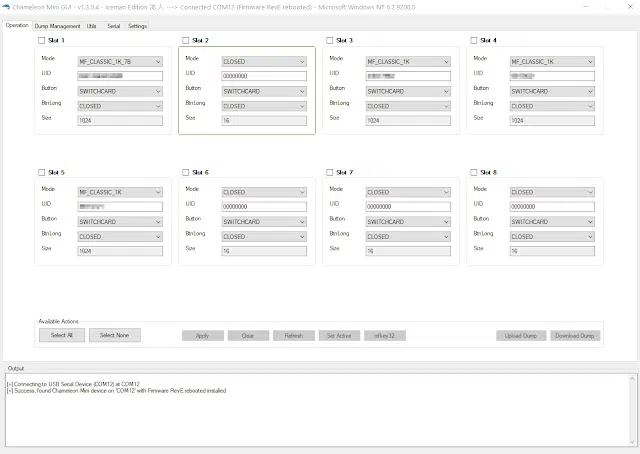 Chameleon Mini GUI - v1.3.0.4 - Iceman Edition 冰人 ---> Connected COM12 (Firmware RevE rebooted) - Microsoft Windows NT 6.2.9200.0
Operation Dump Management Utils Serial Settings
Slot 1 Slot 2 Slot 3 Slot 4
Mode MF_CLASSIC_1K_7B Mode CLOSED Mode MF_CLASSIC_1K Mode MF_CLASSIC_1K
UID UID 00000000 UID UID
Button SWITCHCARD Button SWITCHCARD Button SWITCHCARD Button SWITCHCARD
BtnLong CLOSED BtnLong CLOSED BtnLong CLOSED BtnLong CLOSED
Size 1024 Size 16 Size 1024 Size 1024
Slot 5 Slot 6 Slot 7 Slot 8
Mode MF_CLASSIC_1K Mode CLOSED Mode CLOSED Mode CLOSED
UID UID 00000000 UID 00000000 UID 00000000
Button SWITCHCARD Button SWITCHCARD Button SWITCHCARD Button SWITCHCARD
BtnLong CLOSED BtnLong CLOSED BtnLong CLOSED BtnLong CLOSED
Size 1024 Size 16 Size 16 Size 16
Available Actions
Select All Select None Apply Clear Refresh Set Active mfkey32 Upload Dump Download Dump
Output
[+] Connecting to USB Serial Device (COM12) at COM12
[+] Success, found Chameleon Mini device on 'COM12' with Firmware RevE rebooted installed